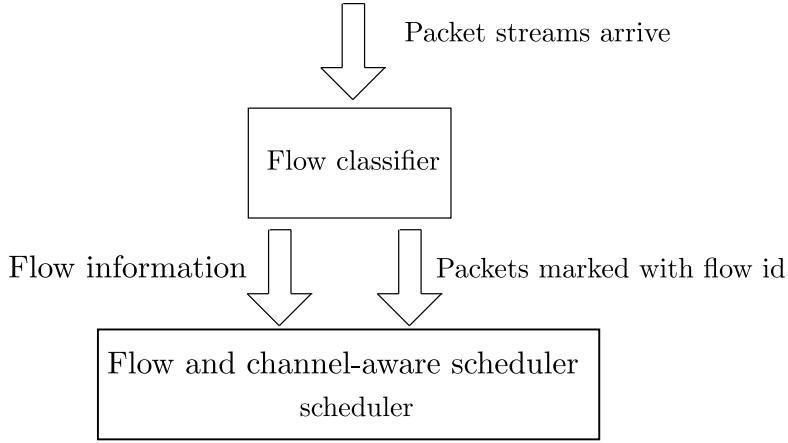 Packet streams arrive
Flow classifier
Flow information
Packets marked with flow id
Flow and channel-aware scheduler
scheduler